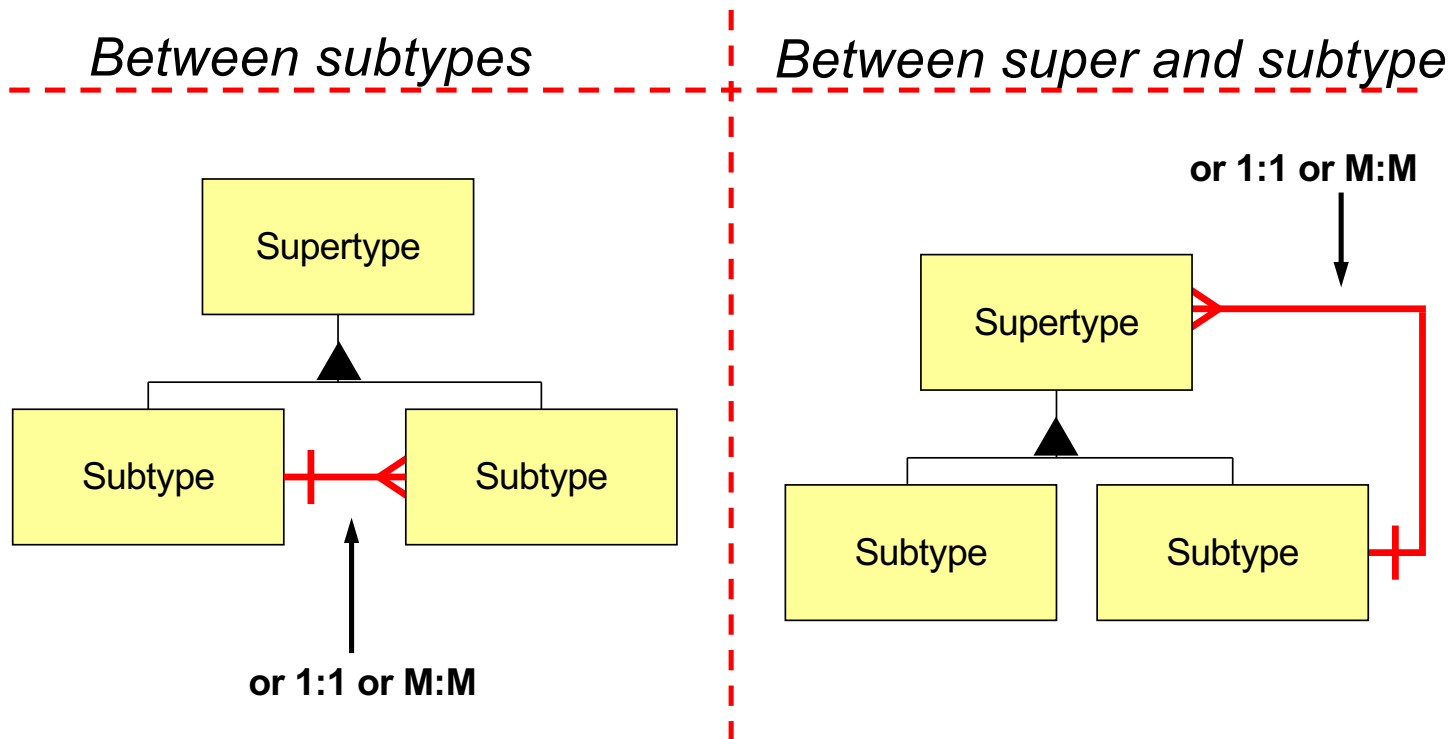 Between subtypes
Supertype
Subtype
Subtype
or 1:1 or M:M
Between super and subtype
or 1:1 or M:M
Supertype
Subtype
Subtype